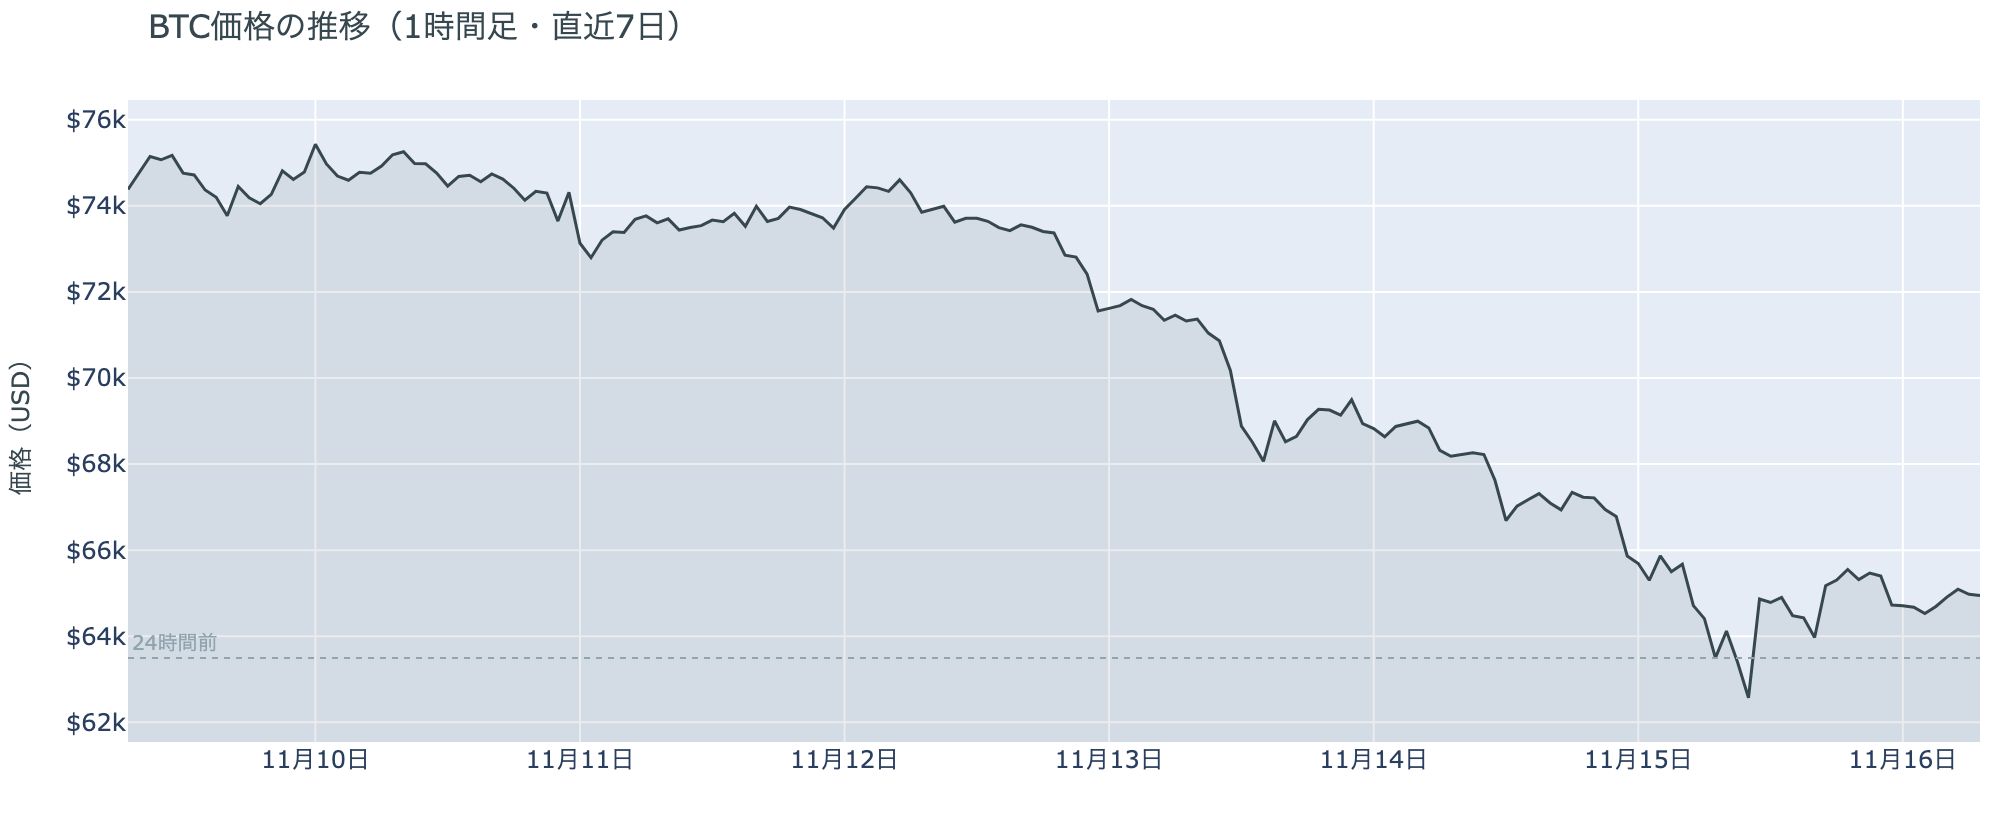 BTC価格の推移（1時間足・直近7日）
価格（USD）
$76k
$74k
$72k
$70k
$68k
$66k
$64k
$62k
24時間前
11月10日
11月11日
11月12日
11月13日
11月14日
11月15日
11月16日